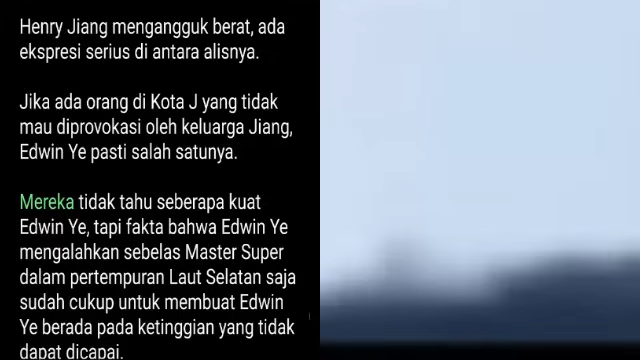 Henry Jiang mengangguk berat, ada
ekspresi serius di antara alisnya.
Jika ada orang di Kota J yang tidak
mau diprovokasi oleh keluarga Jiang,
Edwin Ye pasti salah satunya.
Mereka tidak tahu seberapa kuat
Edwin Ye, tapi fakta bahwa Edwin Ye
mengalahkan sebelas Master Super
dalam pertempuran Laut Selatan saja
sudah cukup untuk membuat Edwin
Ye berada pada ketinggian yang tidak
dapat dicapai.